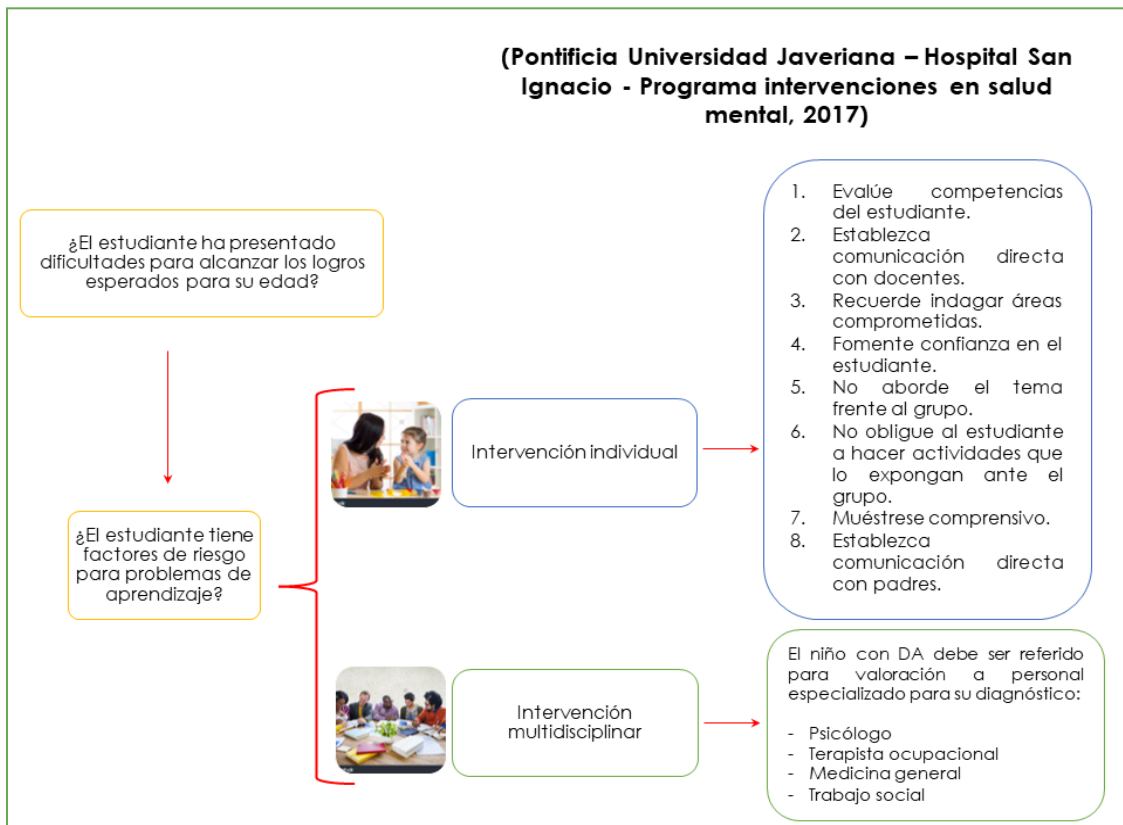 (Pontificia Universidad Javeriana – Hospital San
Ignacio - Programa intervenciones en salud
mental, 2017)
¿El estudiante ha presentado
dificultades para alcanzar los logros
esperados para su edad?
¿El estudiante tiene
factores de riesgo
para problemas de
aprendizaje?
Intervención individual
1. Evalúe competencias
del estudiante.
2. Establezca
comunicación directa
con docentes.
3. Recuerde indagar áreas
comprometidas.
4. Fomente confianza en el
estudiante.
5. No aborde el tema
frente al grupo.
6. No obligue al estudiante
a hacer actividades que
lo expongan ante el
grupo.
7. Muéstrese comprensivo.
8. Establezca
comunicación directa
con padres.
Intervención
multidisciplinar
El niño con DA debe ser referido
para valoración a personal
especializado para su diagnóstico:
- Psicólogo
- Terapista ocupacional
- Medicina general
- Trabajo social